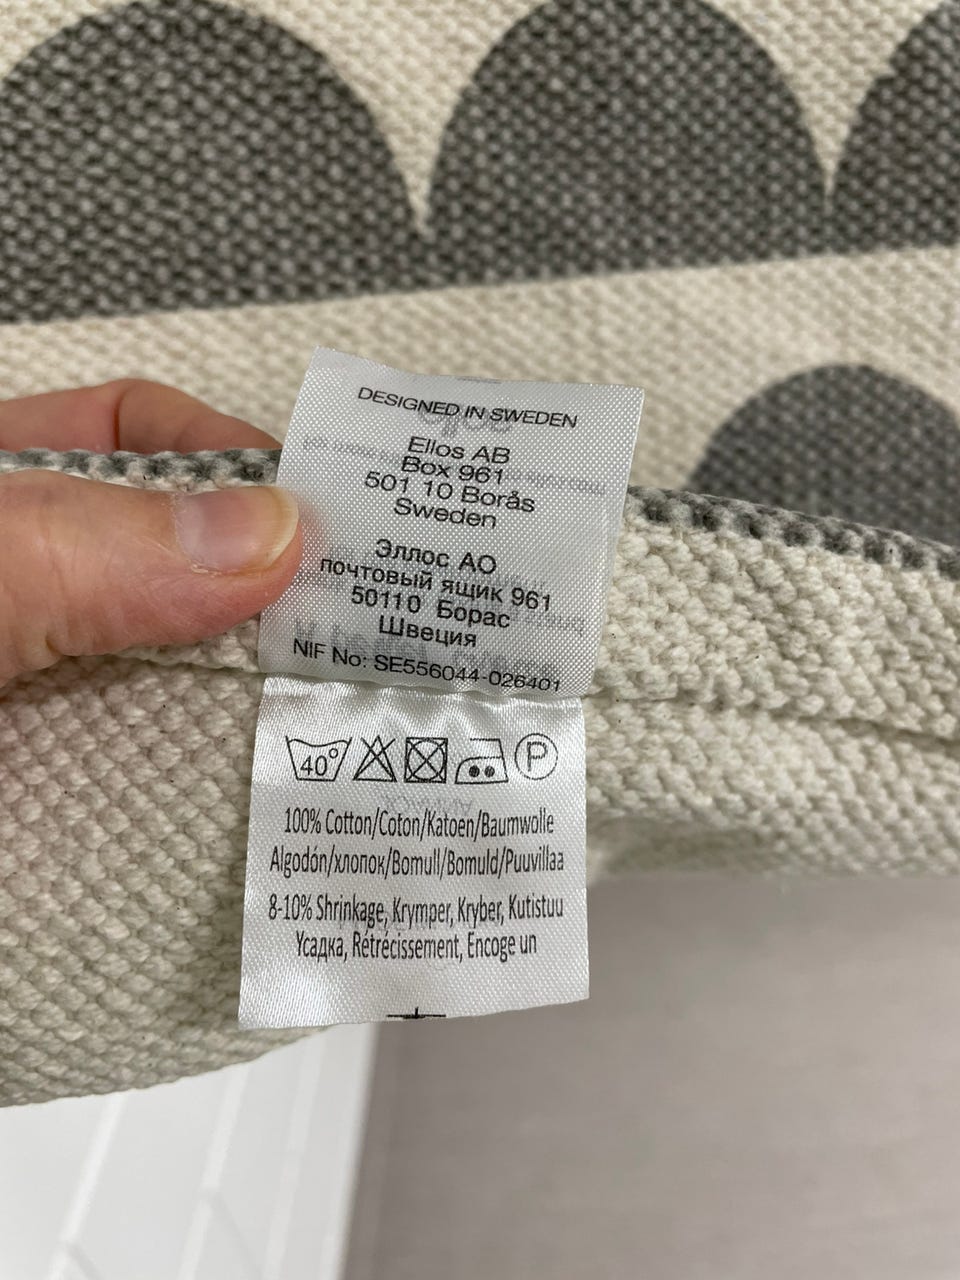 DESIGNED IN SWEDEN
Ellos AB
Box 961
501 10 Borås
Sweden
Эллос АО
почтовый ящик 961
50110 Борас
Швеция
NIF No: SE556044-026401
40°
P
100% Cotton/Coton/Katoen/Baumwolle
Algodón/хлопок/Bomull/Bomuld/Puuvillaa
8-10% Shrinkage, Krymper, Kryber, Kutistuu
Усадка, Rétrécissement, Encoge un